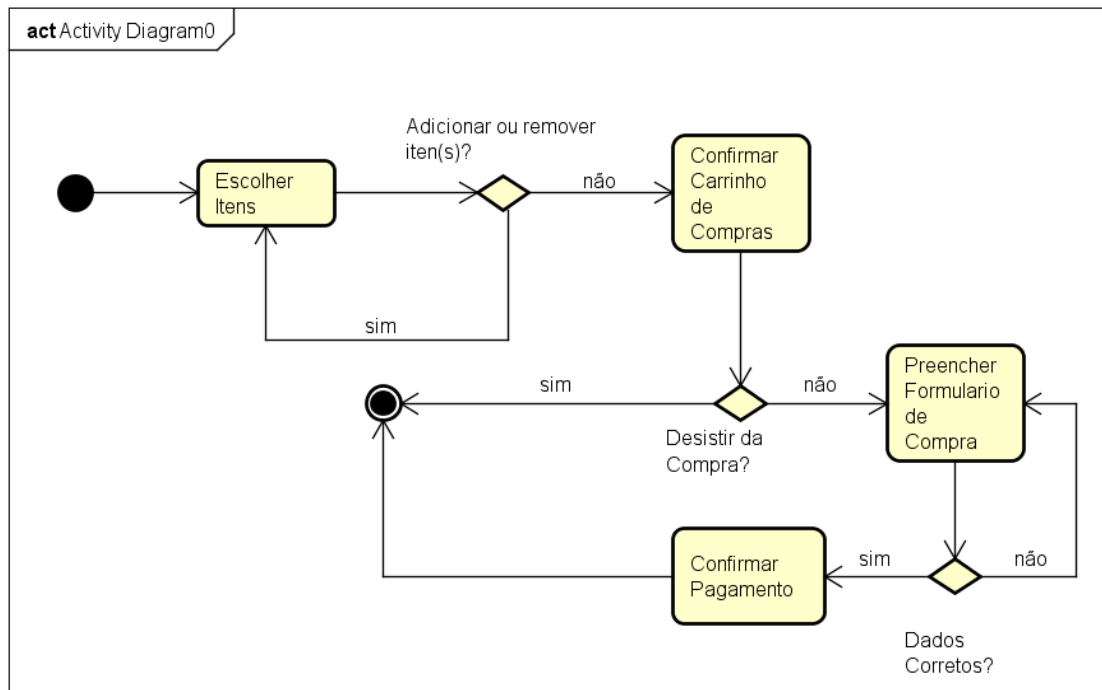 act Activity Diagram0
Adicionar ou remover
iten(s)?
Escolher
Itens
não
Confirmar
Carrinho
de
Compras
sim
sim
não
Preencher
Formulario
de
Compra
Desistir da
Compra?
Confirmar
Pagamento
sim
não
Dados
Corretos?